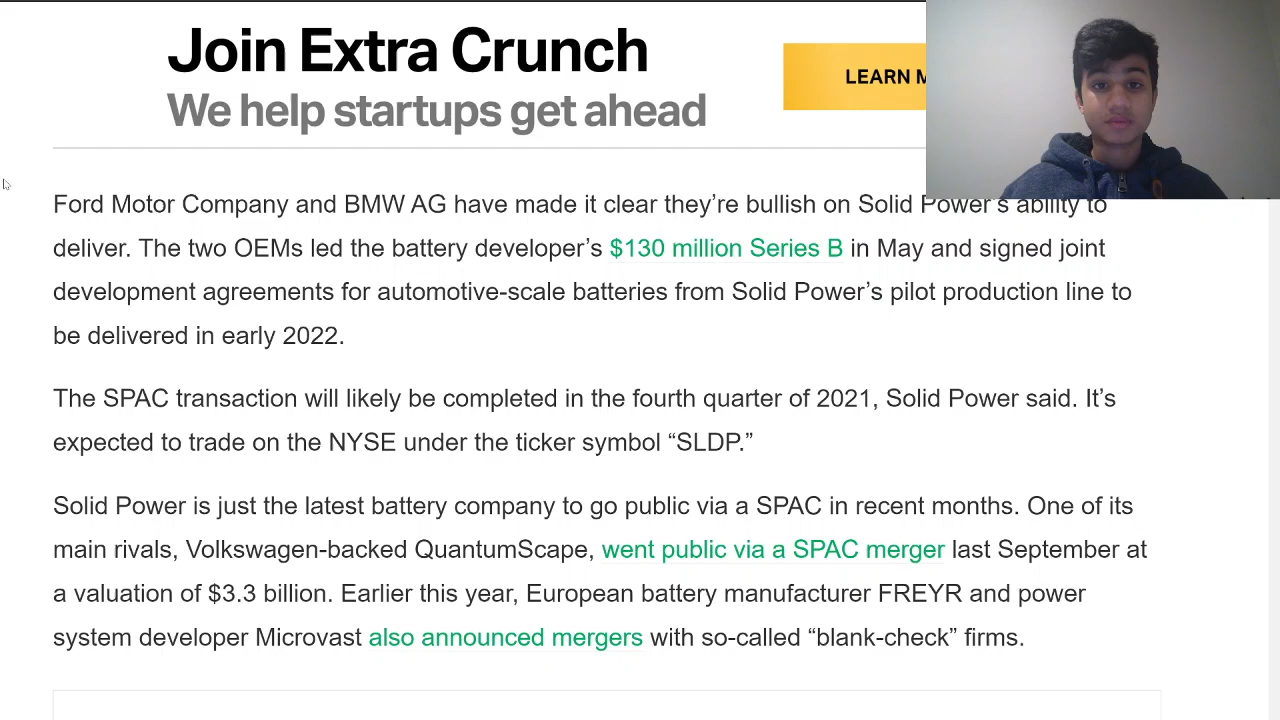 Join Extra Crunch
We help startups get ahead
LEARN
Ford Motor Company and BMW AG have made it clear they’re bullish on Solid Power’s ability to
deliver. The two OEMs led the battery developer’s $130 million Series B in May and signed joint
development agreements for automotive-scale batteries from Solid Power’s pilot production line to
be delivered in early 2022.
The SPAC transaction will likely be completed in the fourth quarter of 2021, Solid Power said. It’s
expected to trade on the NYSE under the ticker symbol “SLDP.”
Solid Power is just the latest battery company to go public via a SPAC in recent months. One of its
main rivals, Volkswagen-backed QuantumScape, went public via a SPAC merger last September at
a valuation of $3.3 billion. Earlier this year, European battery manufacturer FREYR and power
system developer Microvast also announced mergers with so-called “blank-check” firms.